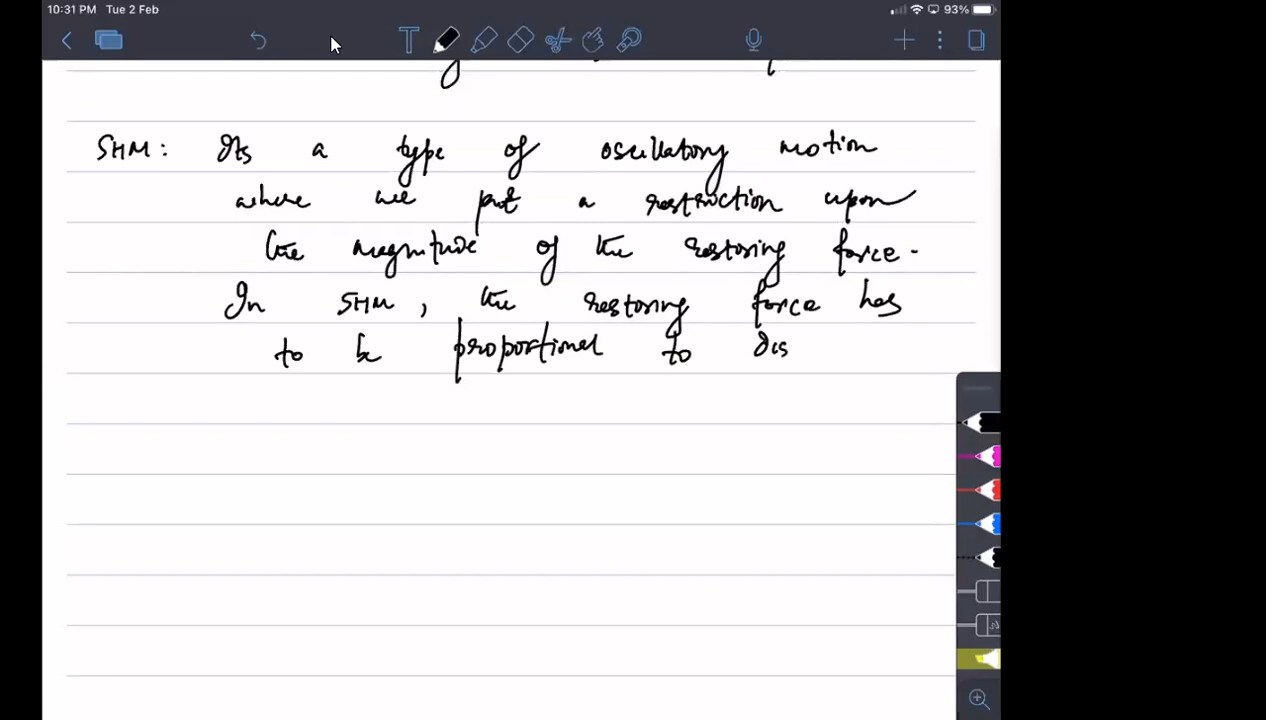 10:31 PM Tue 2 Feb 93%
T
SHM: Its a type of oscillatory motion
where we put a restriction upon
the magnitude of the restoring force.
In SHM, the restoring force has
to be proportional to dis